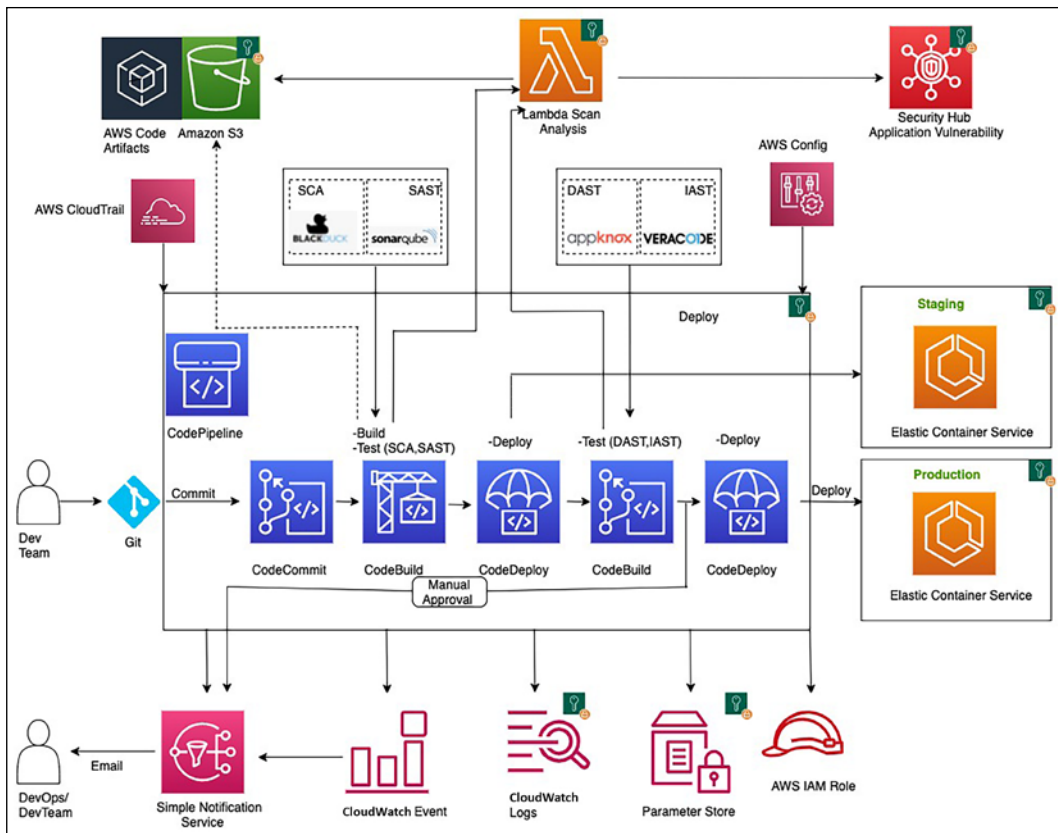 AWS Code
Artifacts
Amazon S3
Lambda Scan
Analysis
Security Hub
Application Vulnerability
AWS CloudTrail
SCA
SAST
BLACKDUCK
sonarqube
DAST
IAST
appknox
VERACODE
AWS Config
Deploy
CodePipeline
-Build
-Test (SCA,SAST)
-Deploy
-Test (DAST,IAST)
-Deploy
Staging
Elastic Container Service
Dev
Team
Git
Commit
CodeCommit
CodeBuild
CodeDeploy
CodeBuild
CodeDeploy
Deploy
Production
Elastic Container Service
Manual
Approval
DevOps/
DevTeam
Email
Simple Notification
Service
CloudWatch Event
CloudWatch
Logs
Parameter Store
AWS IAM Role